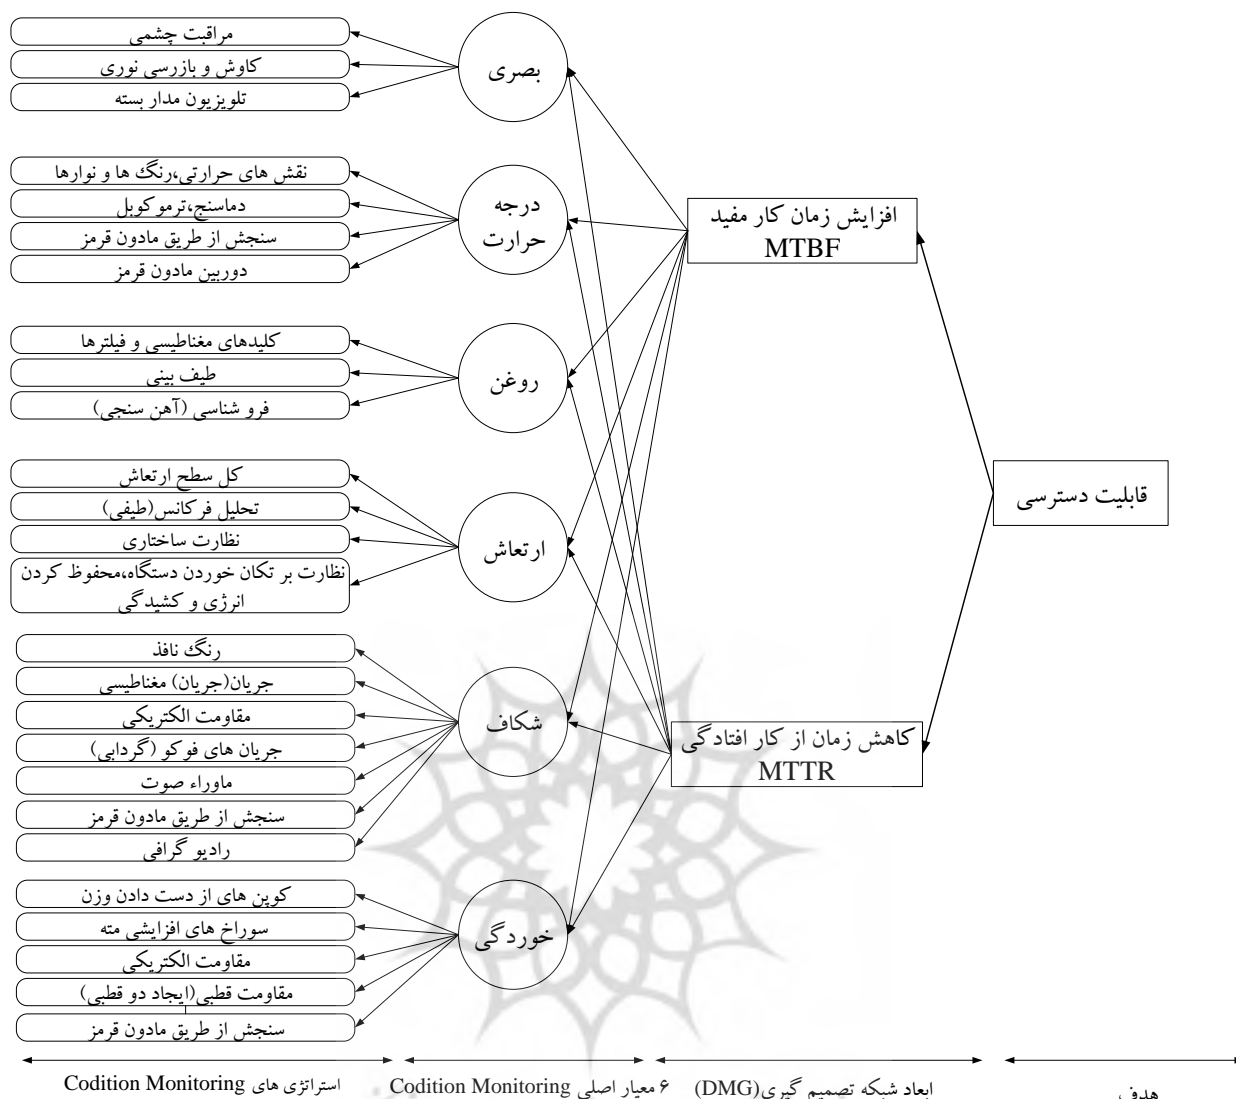 قابلیت دسترسی
افزایش زمان کار مفید
MTBF
کاهش زمان از کار افتادگی
MTTR
بصری
مراقبت چشمی
کاوش و بازرسی نوری
تلویزیون مدار بسته
درجه
حرارت
نقش های حرارتی،رنگ ها و نوارها
دماسنج،ترموکوبل
سنجش از طریق مادون قرمز
دوربین مادون قرمز
روغن
کلیدهای مغناطیسی و فیلترها
طیف بینی
فرو شناسی (آهن سنجی)
ارتعاش
کل سطح ارتعاش
تحلیل فرکانس(طیفی)
نظارت ساختاری
نظارت بر تکان خوردن دستگاه،محفوظ کردن
انرژی و کشیدگی
شکاف
رنگ نافذ
جریان(جریان) مغناطیسی
مقاومت الکتریکی
جریان های فوکو (گردابی)
ماوراء صوت
سنجش از طریق مادون قرمز
رادیو گرافی
خوردگی
کوپن های از دست دادن وزن
سوراخ های افزایشی مته
مقاومت الکتریکی
مقاومت قطبی(ایجاد دو قطبی)
سنجش از طریق مادون قرمز
هدف
ابعاد شبکه تصمیم گیری(DMG)
۶ معیار اصلی Codition Monitoring
استراتژی های Codition Monitoring